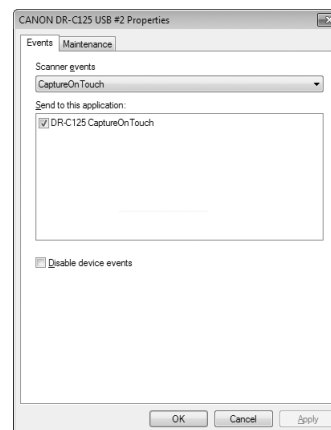 CANON DR-C125 USB #2 Properties
Events Maintenance
Scanner events
CaptureOnTouch
Send to this application:
DR-C125 CaptureOnTouch
Disable device events
OK Cancel Apply